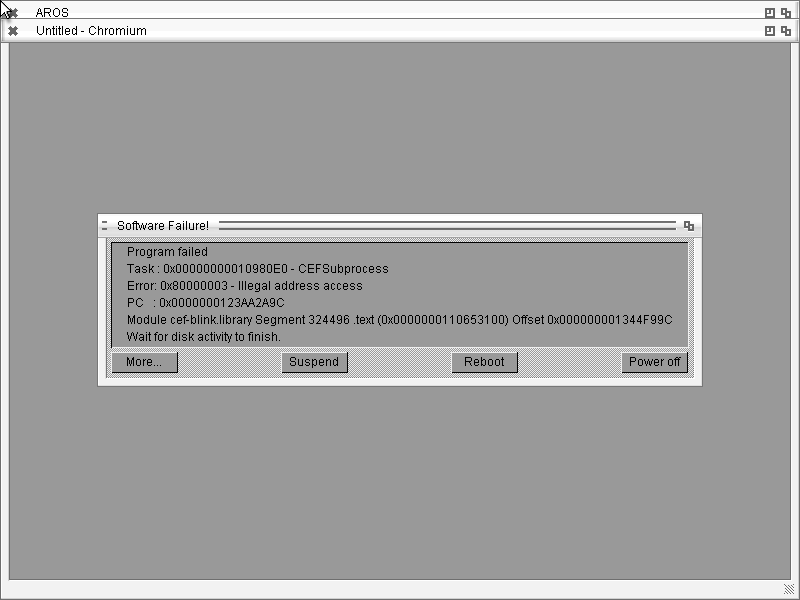 AROS
Untitled - Chromium
Software Failure!
Program failed
Task : 0x00000000010980E0 - CEFSubprocess
Error: 0x80000003 - Illegal address access
PC : 0x0000000123AA2A9C
Module cef-blink.library Segment 324496 .text (0x0000000110653100) Offset 0x000000001344F99C
Wait for disk activity to finish.
More... Suspend Reboot Power off